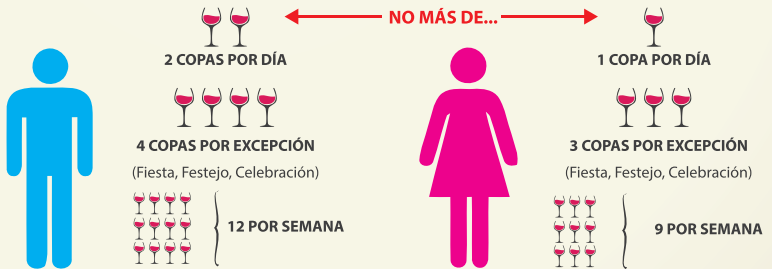 NO MÁS DE...
2 COPAS POR DÍA
4 COPAS POR EXCEPCIÓN
(Fiesta, Festejo, Celebración)
12 POR SEMANA
1 COPA POR DÍA
3 COPAS POR EXCEPCIÓN
(Fiesta, Festejo, Celebración)
9 POR SEMANA